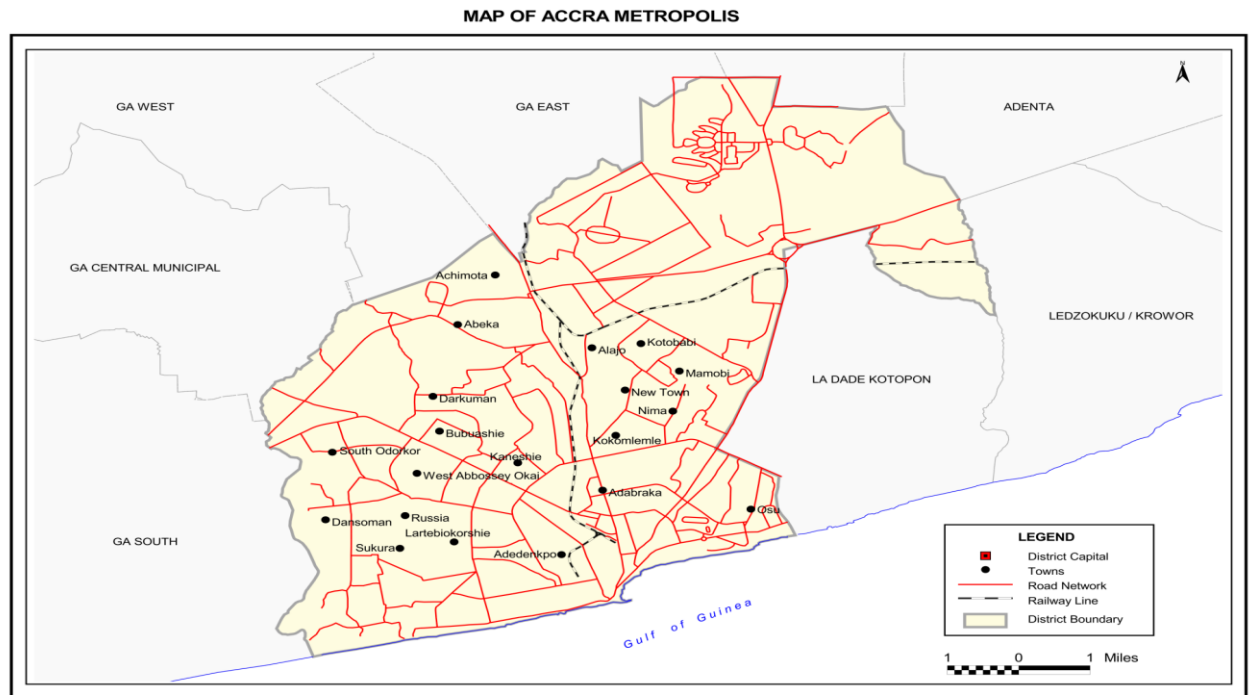 MAP OF ACCRA METROPOLIS
N
GA WEST
GA EAST
ADENTA
GA CENTRAL MUNICIPAL
Achimota
LEDZOKUKU / KROWOR
Abeka
Alajo
Kotobabi
Mamobi
LA DADE KOTOPON
New Town
Darkuman
Nima
Bubuashie
Kokomlemle
South Odorkor
Kaneshie
West Abbossey Okai
Adabraka
Osu
Dansoman
Russia
Lartebiokorshie
GA SOUTH
Sukura
Adedenkpo
Gulf of Guinea
LEGEND
District Capital
Towns
Road Network
Railway Line
District Boundary
1 0 1 Miles